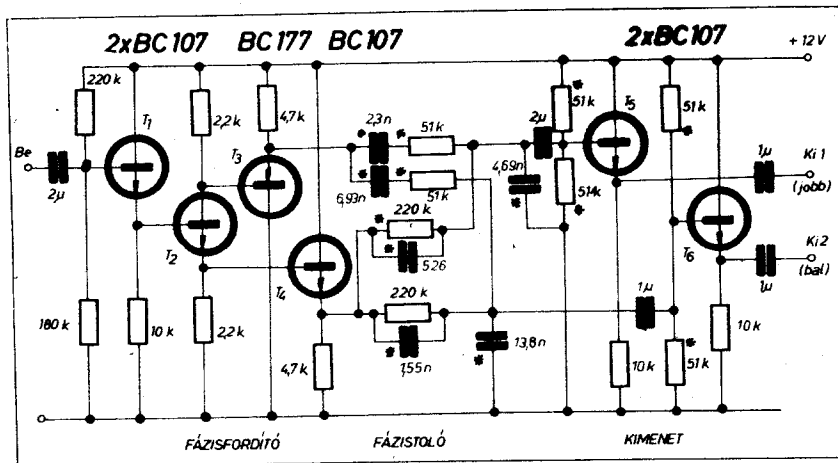 2xBC107 BC177 BC107 2xBC107
+12V
220k
2,2k
4,7k
T1
T3
Be
2μ
T2
T4
180k
10k
2,2k
4,7k
2,3n
51k
6,93n
51k
220k
526
220k
1,55n
13,8n
4,69n
2μ
51k
514k
T5
51k
1μ
Ki 1
(jobb)
T6
Ki 2
(bal)
1μ
1μ
10k
51k
10k
FÁZISFORDÍTÓ FÁZISTOLÓ KIMENET